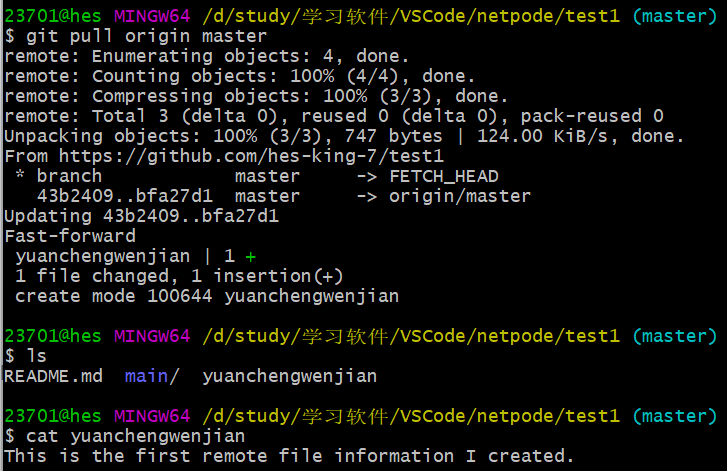 23701@hes MINGW64 /d/study/学习软件/VSCode/netpode/test1 (master)
$ git pull origin master
remote: Enumerating objects: 4, done.
remote: Counting objects: 100% (4/4), done.
remote: Compressing objects: 100% (3/3), done.
remote: Total 3 (delta 0), reused 0 (delta 0), pack-reused 0
Unpacking objects: 100% (3/3), 747 bytes | 124.00 KiB/s, done.
From https://github.com/hes-king-7/test1
 * branch            master     -> FETCH_HEAD
   43b2409..bfa27d1  master     -> origin/master
Updating 43b2409..bfa27d1
Fast-forward
 yuanchengwenjian | 1 +
 1 file changed, 1 insertion(+)
 create mode 100644 yuanchengwenjian
23701@hes MINGW64 /d/study/学习软件/VSCode/netpode/test1 (master)
$ ls
README.md  main/  yuanchengwenjian
23701@hes MINGW64 /d/study/学习软件/VSCode/netpode/test1 (master)
$ cat yuanchengwenjian
This is the first remote file information I created.